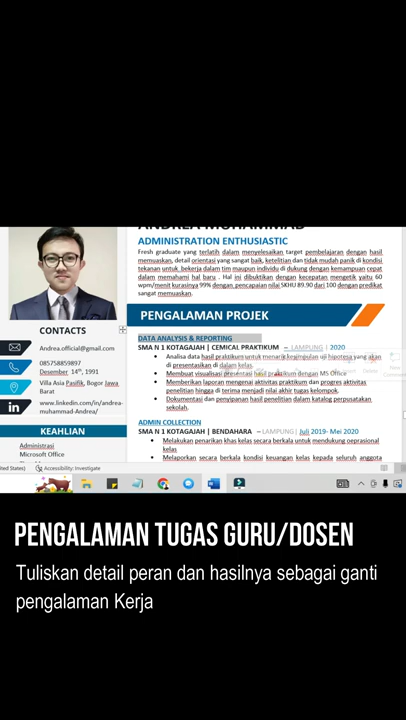 ANDREA MUHAMMAD
ADMINISTRATION ENTHUSIASTIC
Fresh graduate yang terlatih dalam menyelesaikan target pembelajaran dengan hasil
memuaskan, detail orientasi yang sangat baik, ketelitian dan tidak mudah panik di kondisi
tekanan untuk bekerja dalam tim maupun individu di dukung dengan kemampuan cepat
dalam memahami hal baru . Hal ini dibuktikan dengan kecepatan mengetik yaitu 60
wpm/menit kurasinya 99% dengan pencapaian nilai SKHU 89.90 dari 100 dengan predikat
sangat memuaskan.
PENGALAMAN PROJEK
DATA ANALYSIS & REPORTING
SMA N 1 KOTAGAJAH | CEMICAL PRAKTIKUM – LAMPUNG | 2020
• Analisa data hasil praktikum untuk menarik kesimpulan uji hipotesa yang akan
di presentasikan di dalam kelas.
• Membuat visualisasi presentasi hasil praktikum dengan MS Office
• Memberikan laporan mengenai aktivitas praktikum dan progres aktivitas
penelitian hingga di terima menjadi nilai akhir tugas kelompok.
• Dokumentasi dan penyipanan hasil penelitian dalam katalog perpusatakan
sekolah.
ADMIN COLLECTION
SMA N 1 KOTAGAJAH | BENDAHARA – LAMPUNG | Juli 2019- Mei 2020
• Melakukan penarikan khas kelas secara berkala untuk mendukung oeprasional
kelas
• Melaporkan secara berkala kondisi keuangan kelas kepada seluruh anggota
CONTACTS
Andrea.official@gmail.com
085758859897
Desember 14th, 1991
Villa Asia Pasifik, Bogor Jawa
Barat
www.linkedin.com/in/andrea-
muhammad-Andrea/
KEAHLIAN
Administrasi
Microsoft Office
ted States)
Accessibility: Investigate
PENGALAMAN TUGAS GURU/DOSEN
Tuliskan detail peran dan hasilnya sebagai ganti
pengalaman Kerja